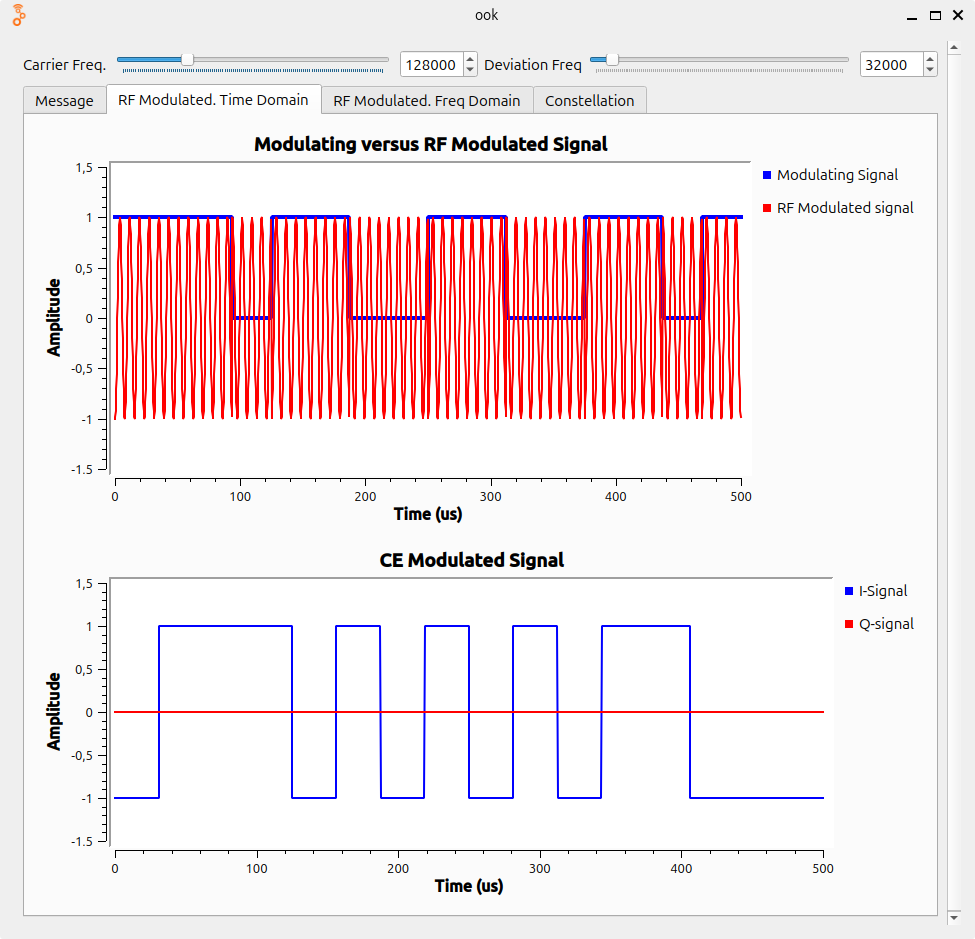 ook
Carrier Freq. 128000 Deviation Freq 32000
Message RF Modulated. Time Domain RF Modulated. Freq Domain Constellation
Modulating versus RF Modulated Signal
1,5
1
0,5
0
-0,5
-1
-1.5
Amplitude
0 100 200 300 400 500
Time (us)
Modulating Signal
RF Modulated signal
CE Modulated Signal
1,5
1
0,5
0
-0,5
-1
-1.5
Amplitude
0 100 200 300 400 500
Time (us)
I-Signal
Q-signal